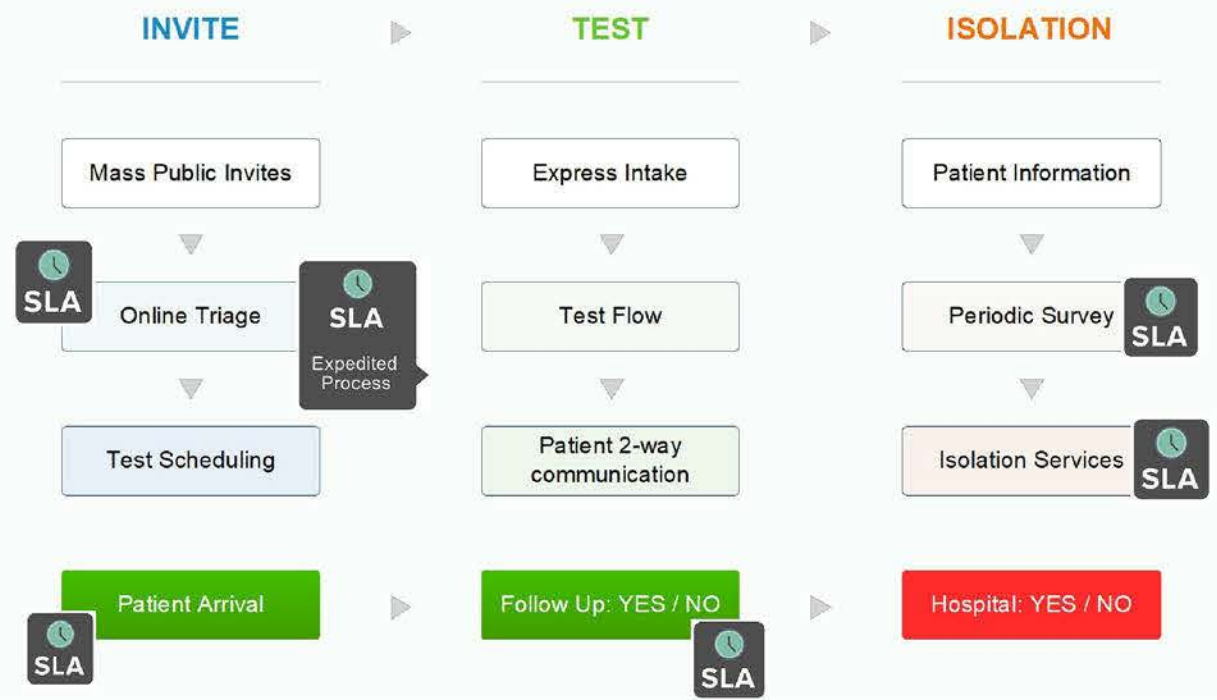 INVITE
TEST
ISOLATION
Mass Public Invites
Express Intake
Patient Information
SLA
Online Triage
SLA
Expedited
Process
Test Flow
Periodic Survey
SLA
Test Scheduling
Patient 2-way
communication
Isolation Services
SLA
Patient Arrival
SLA
Follow Up: YES / NO
SLA
Hospital: YES / NO